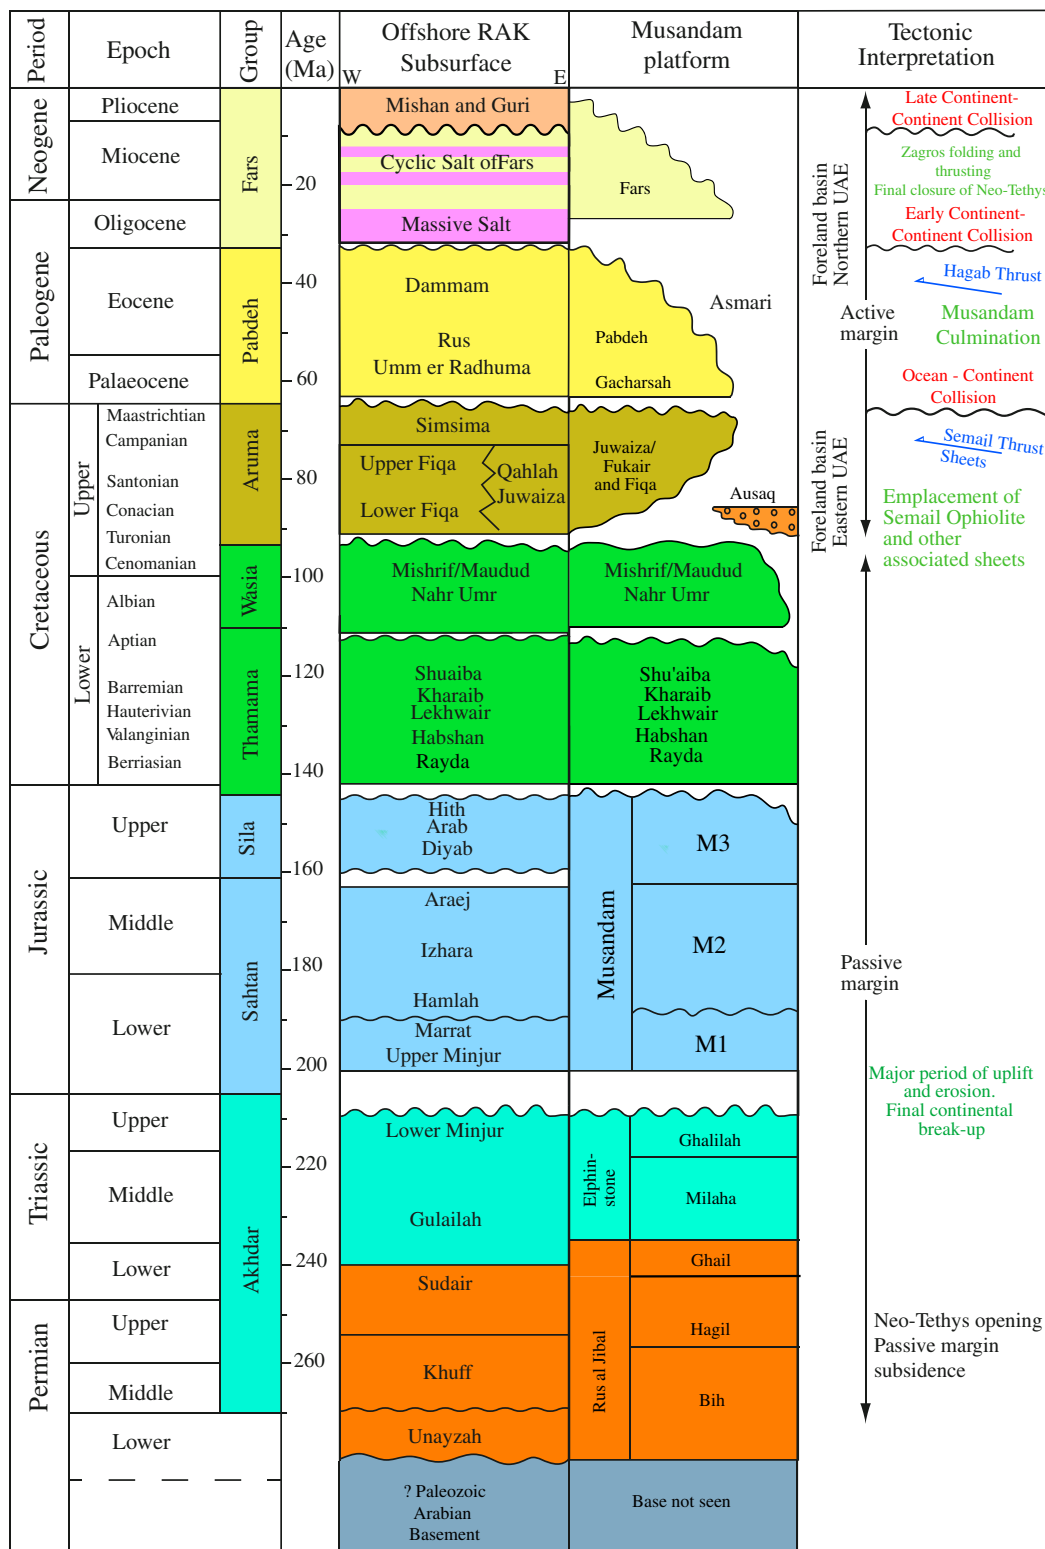 Period
Epoch
Group
Age
(Ma)
Offshore RAK
Subsurface
W
E
Musandam
platform
Tectonic
Interpretation
Neogene
Paleogene
Cretaceous
Jurassic
Triassic
Permian
Pliocene
Miocene
Oligocene
Eocene
Palaeocene
Upper
Maastrichtian
Campanian
Santonian
Conacian
Turonian
Cenomanian
Lower
Albian
Aptian
Barremian
Hauterivian
Valanginian
Berriasian
Upper
Middle
Lower
Upper
Middle
Lower
Upper
Middle
Lower
Fars
Pabdeh
Aruma
Wasia
Thamama
Sila
Sahtan
Akhdar
20
40
60
80
100
120
140
160
180
200
220
240
260
Mishan and Guri
Cyclic Salt ofFars
Massive Salt
Dammam
Rus
Umm er Radhuma
Simsima
Upper Fiqa
Lower Fiqa
Qahlah
Juwaiza
Mishrif/Maudud
Nahr Umr
Shuaiba
Kharaib
Lekhwair
Habshan
Rayda
Hith
Arab
Diyab
Araej
Izhara
Hamlah
Marrat
Upper Minjur
Lower Minjur
Gulailah
Sudair
Khuff
Unayzah
? Paleozoic
Arabian
Basement
Fars
Asmari
Pabdeh
Gacharsah
Juwaiza/
Fukair
and Fiqa
Ausaq
Mishrif/Maudud
Nahr Umr
Shu'aiba
Kharaib
Lekhwair
Habshan
Rayda
Musandam
M3
M2
M1
Elphin-
stone
Ghalilah
Milaha
Rus al Jibal
Ghail
Hagil
Bih
Base not seen
Foreland basin
Northern UAE
Active
margin
Foreland basin
Eastern UAE
Passive
margin
Late Continent-
Continent Collision
Zagros folding and
thrusting
Final closure of Neo-Tethys
Early Continent-
Continent Collision
Hagab Thrust
Musandam
Culmination
Ocean - Continent
Collision
Semail Thrust
Sheets
Emplacement of
Semail Ophiolite
and other
associated sheets
Major period of uplift
and erosion.
Final continental
break-up
Neo-Tethys opening
Passive margin
subsidence